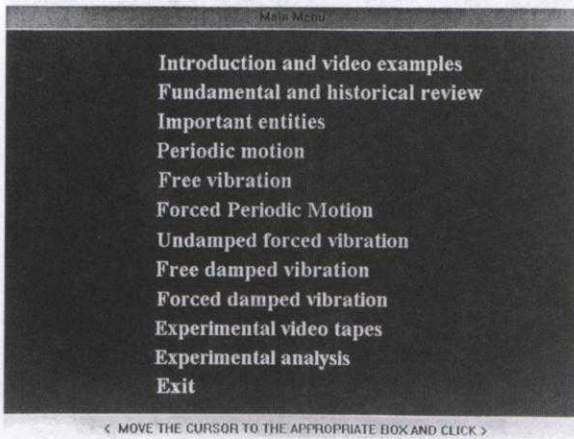 Main Menu
Introduction and video examples
Fundamental and historical review
Important entities
Periodic motion
Free vibration
Forced Periodic Motion
Undamped forced vibration
Free damped vibration
Forced damped vibration
Experimental video tapes
Experimental analysis
Exit
< MOVE THE CURSOR TO THE APPROPRIATE BOX AND CLICK >